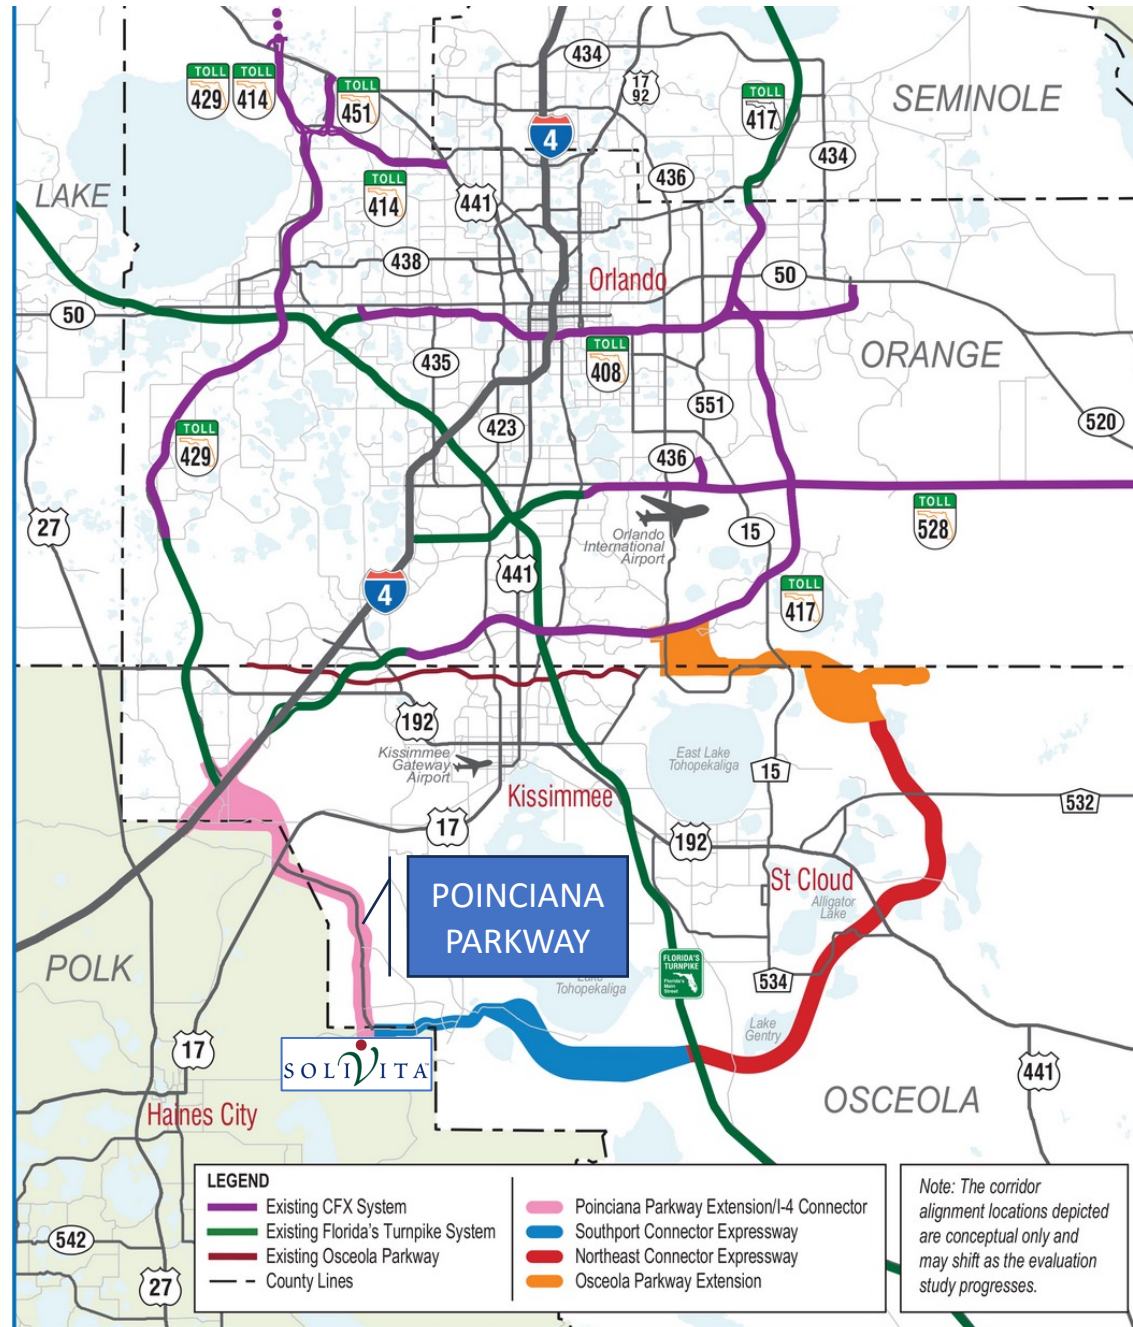 434
17
92
TOLL
429
TOLL
414
TOLL
451
TOLL
417
SEMINOLE
4
434
436
LAKE
TOLL
414
441
438
Orlando
50
50
ORANGE
435
TOLL
408
551
423
520
TOLL
429
436
27
Orlando
International
Airport
15
TOLL
528
441
4
TOLL
417
192
Kissimmee
Gateway
Airport
East Lake
Tohopekaliga
15
Kissimmee
532
17
192
St Cloud
POINCIANA
PARKWAY
Alligator
Lake
POLK
FLORIDA'S
TURNPIKE
Florida's
Main
Street
534
Lake
Tohopekaliga
Lake
Gentry
17
SOLIVITA
441
Haines City
OSCEOLA
LEGEND
Existing CFX System
Existing Florida's Turnpike System
Existing Osceola Parkway
County Lines
Poinciana Parkway Extension/I-4 Connector
Southport Connector Expressway
Northeast Connector Expressway
Osceola Parkway Extension
Note: The corridor
alignment locations depicted
are conceptual only and
may shift as the evaluation
study progresses.
542
27